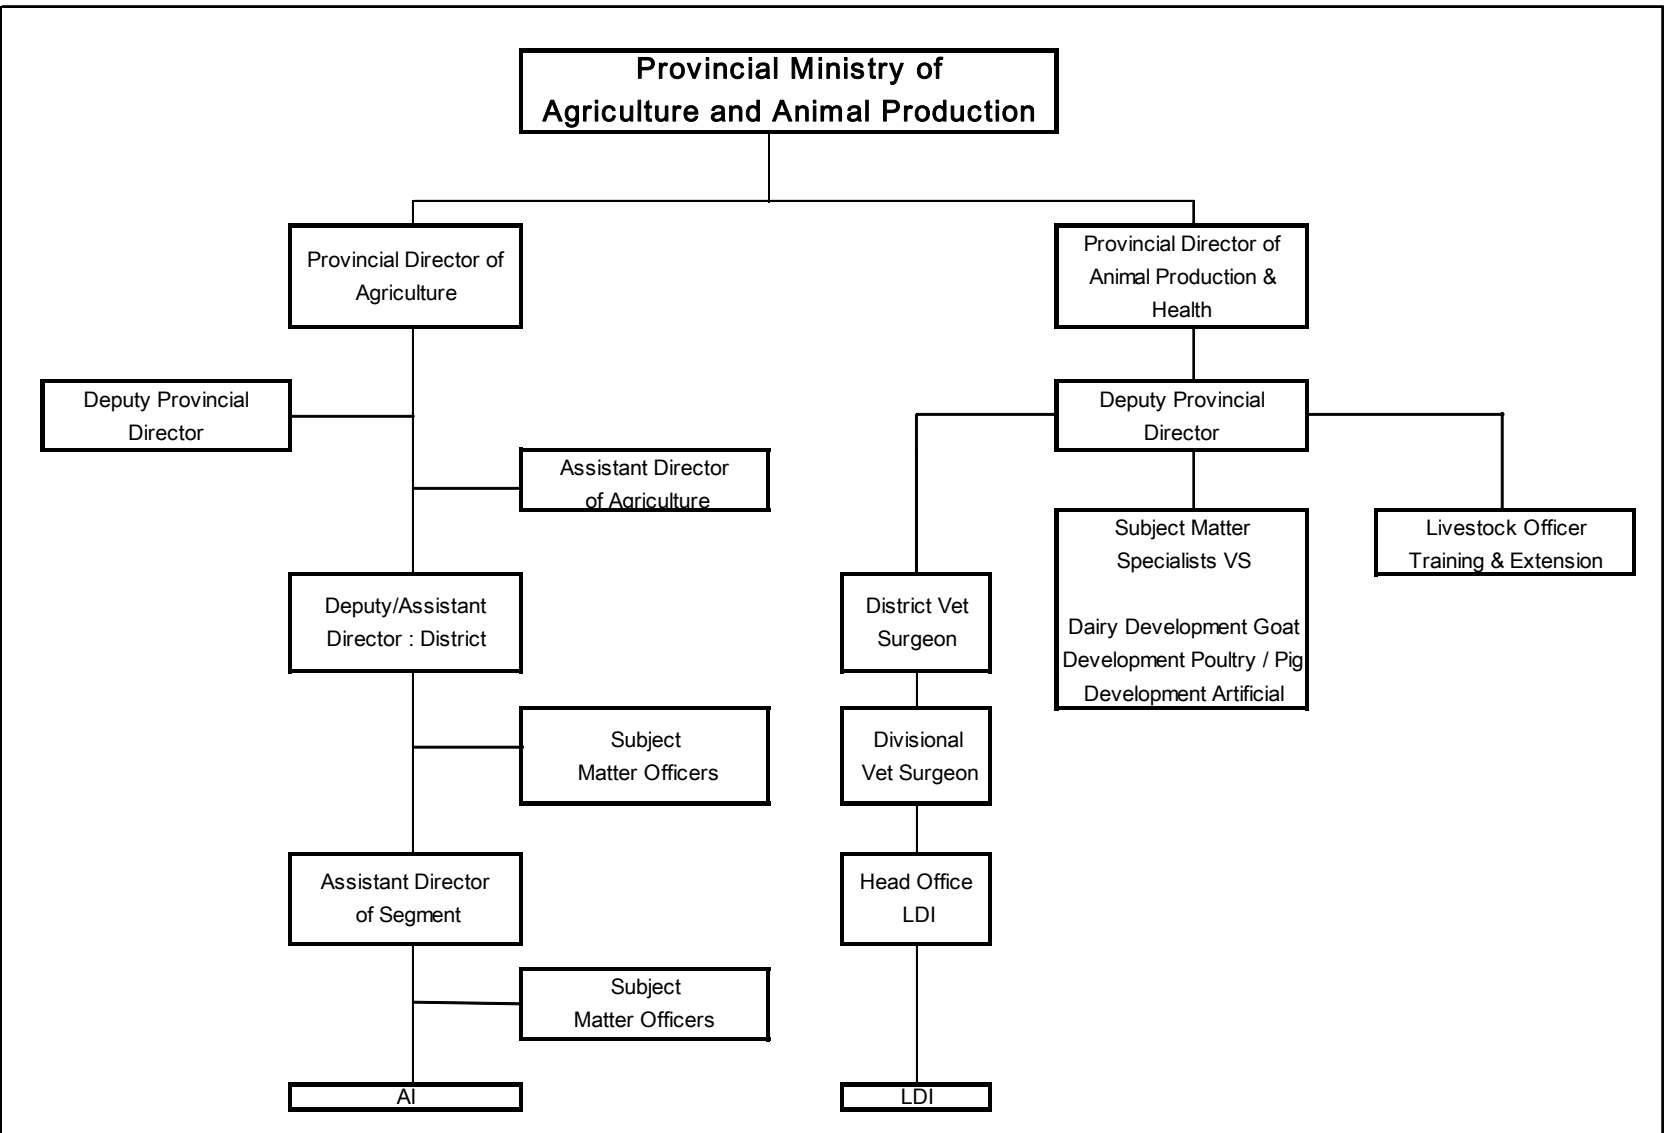 Provincial Ministry of
Agriculture and Animal Production
Provincial Director of
Agriculture
Provincial Director of
Animal Production &
Health
Deputy Provincial
Director
Deputy Provincial
Director
Assistant Director
of Agriculture
Subject Matter
Specialists VS
Dairy Development Goat
Development Poultry / Pig
Development Artificial
Livestock Officer
Training & Extension
Deputy/Assistant
Director : District
District Vet
Surgeon
Subject
Matter Officers
Divisional
Vet Surgeon
Assistant Director
of Segment
Head Office
LDI
Subject
Matter Officers
AI
LDI